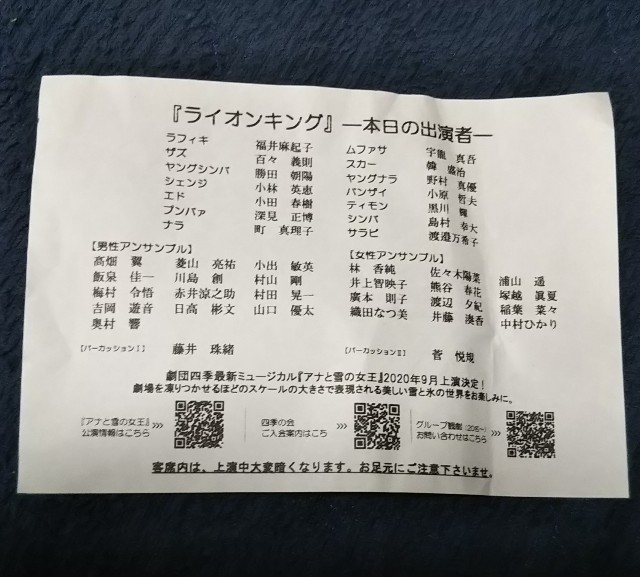 『ライオンキング』―本日の出演者―
ラフィキ 福井麻起子 ムファサ 宇龍 真吾
ザズ 百々 義則 スカー 韓 盛治
ヤングシンバ 勝田 朝陽 ヤングナラ 野村 真優
シェンジ 小林 英恵 バンザイ 小原 哲夫
エド 小田 春樹 ティモン 黒川 輝
プンバァ 深見 正博 シンバ 島村 幸大
ナラ 町 真理子 サラビ 渡邉万希子
【男性アンサンブル】 【女性アンサンブル】
高畑 翼 菱山 亮祐 小出 敏英 林 香純 佐々木陽菜 浦山 遥
飯泉 佳一 川島 創 村山 剛 井上智映子 熊谷 春花 塚越 眞夏
梅村 令悟 赤井涼之助 村田 晃一 廣本 則子 渡辺 夕紀 稲葉 菜々
吉岡 遊音 日高 彬文 山口 優太 織田なつ美 井藤 湊香 中村ひかり
奥村 響
[パーカッションⅠ] 藤井 珠緒 [パーカッションⅡ] 菅 悦規
劇団四季最新ミュージカル『アナと雪の女王』2020年9月上演決定！
劇場を凍りつかせるほどのスケールの大きさで表現される美しい雪と氷の世界をお楽しみに。
『アナと雪の女王』 四季の会 グループ観劇（20名～）
公演情報はこちら >>> ご入会案内はこち >>> お問い合わせはこちら >>>
客席内は、上演中大変暗くなります。お足元にご注意下さいませ。